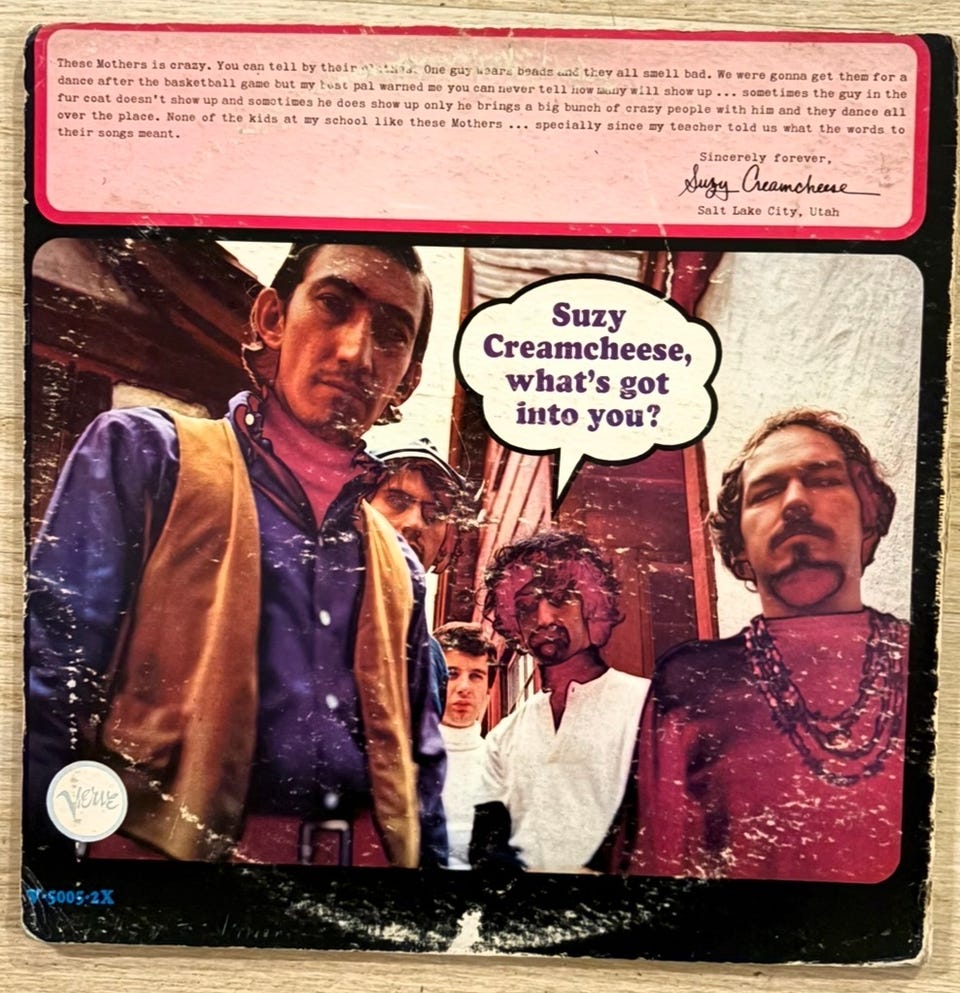 These Mothers is crazy. You can tell by their clothes. One guy wears beads and they all smell bad. We were gonna get them for a
dance after the basketball game but my best pal warned me you can never tell how many will show up ... sometimes the guy in the
fur coat doesn't show up and sometimes he does show up only he brings a big bunch of crazy people with him and they dance all
over the place. None of the kids at my school like these Mothers ... specially since my teacher told us what the words to
their songs meant.
Sincerely forever,
Suzy Creamcheese
Salt Lake City, Utah
Suzy
Creamcheese,
what's got
into you?
Verve
V-5005-2X